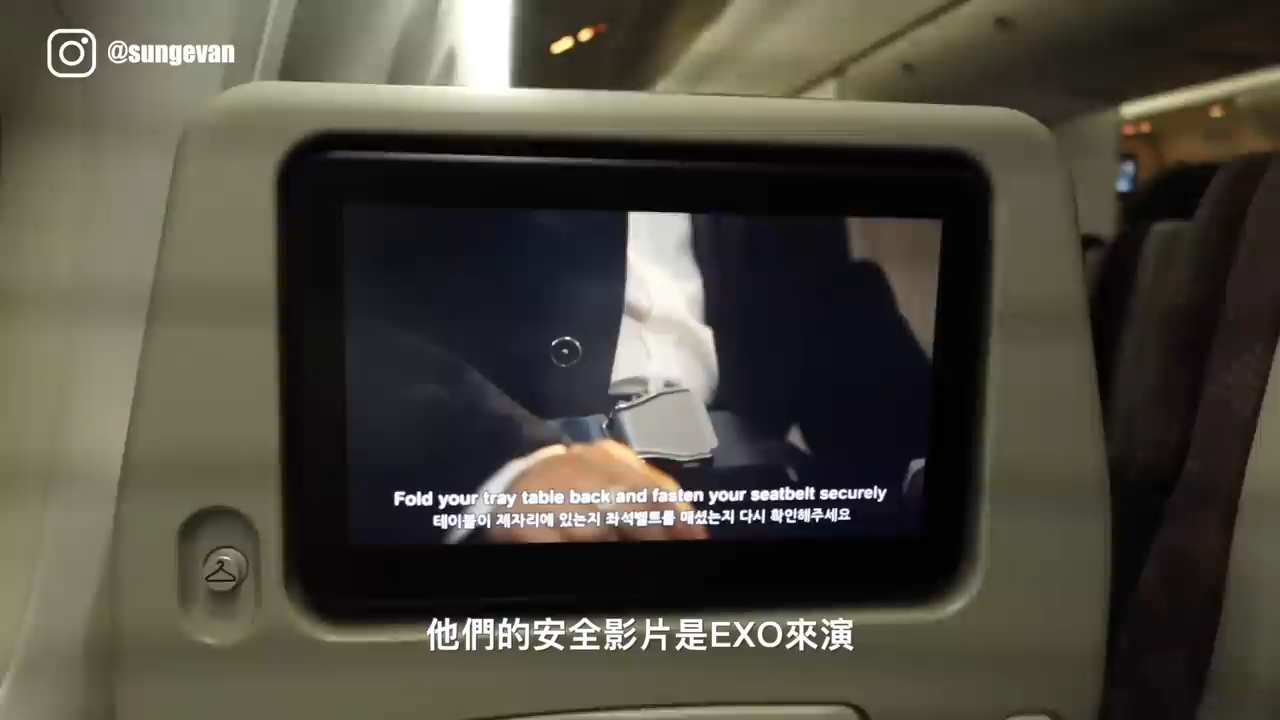 @sungevan
Fold your tray table back and fasten your seatbelt securely
테이블이 제자리에 있는지 좌석벨트를 매셨는지 다시 확인해주세요
他們的安全影片是EXO來演